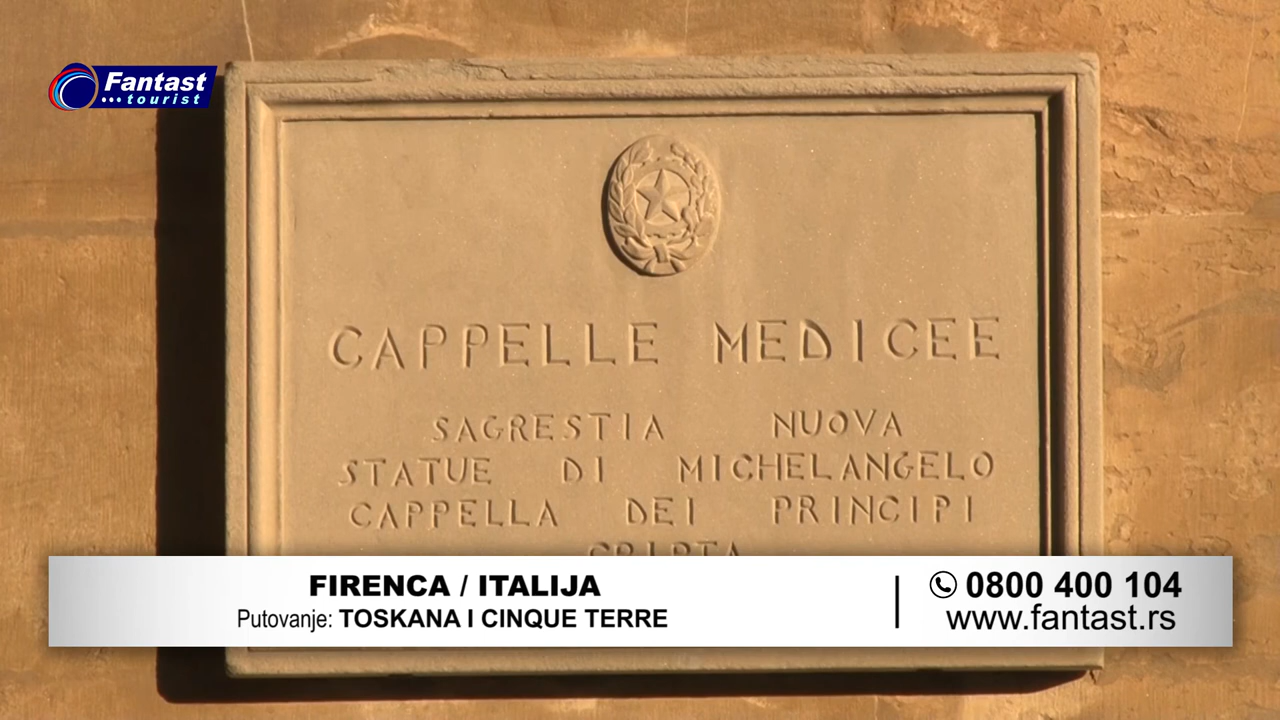 Fantast
tourist
CAPPELLE MEDICEE
SAGRESTIA NUOVA
STATUE DI MICHELANGELO
CAPPELLA DEI PRINCIPI
CRIPTA
FIRENCA / ITALIJA
Putovanje: TOSKANA I CINQUE TERRE
0800 400 104
www.fantast.rs